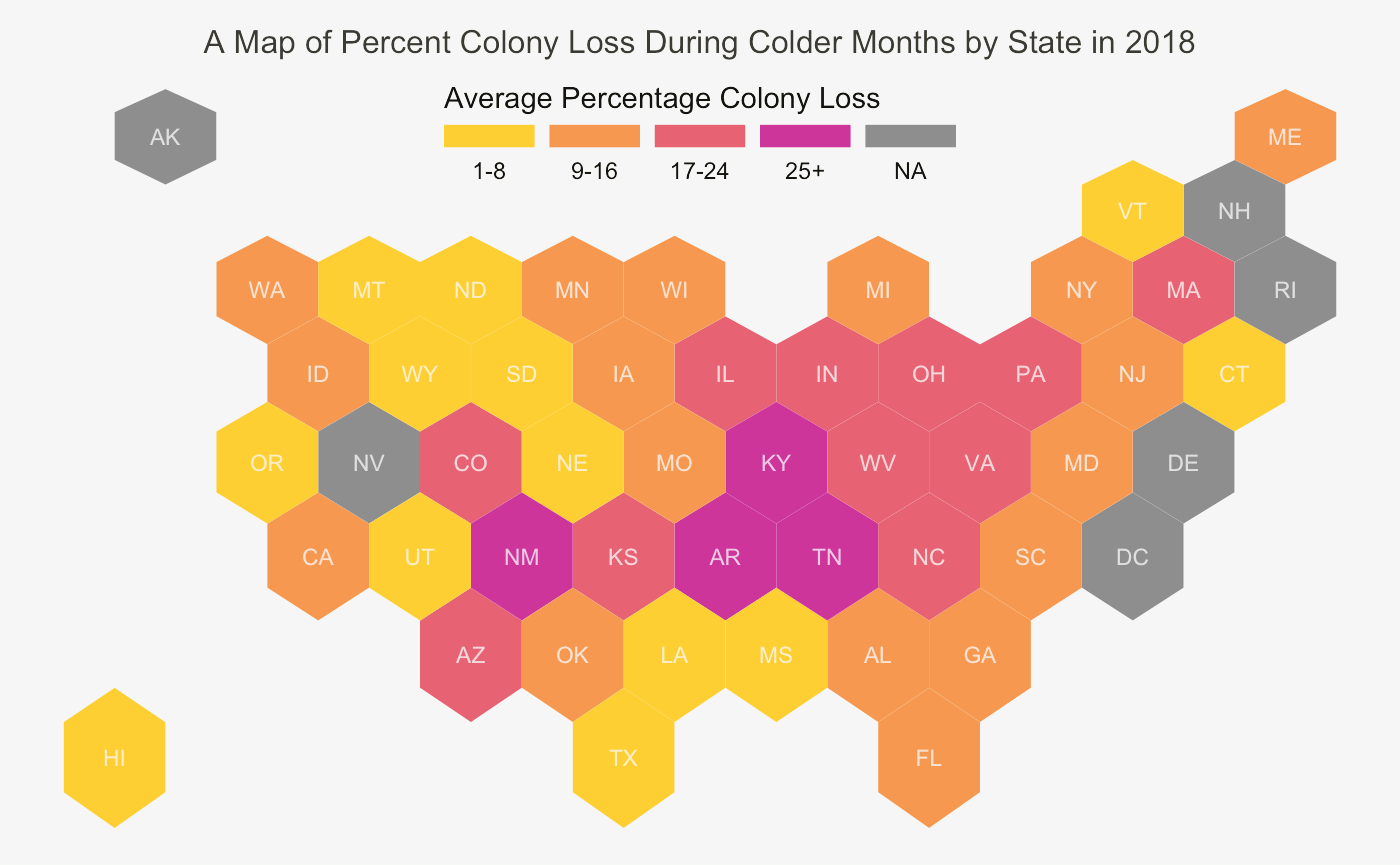 A Map of Percent Colony Loss During Colder Months by State in 2018
Average Percentage Colony Loss
1-8 9-16 17-24 25+ NA
AK ME
VT NH
WA MT ND MN WI MI NY MA RI
ID WY SD IA IL IN OH PA NJ CT
OR NV CO NE MO KY WV VA MD DE
CA UT NM KS AR TN NC SC DC
AZ OK LA MS AL GA
HI TX FL